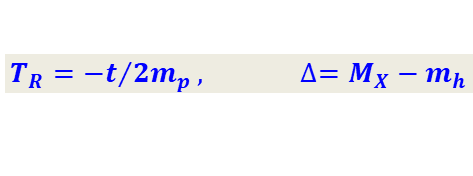 T_R = −t/2m_p , Δ= M_X − m_h